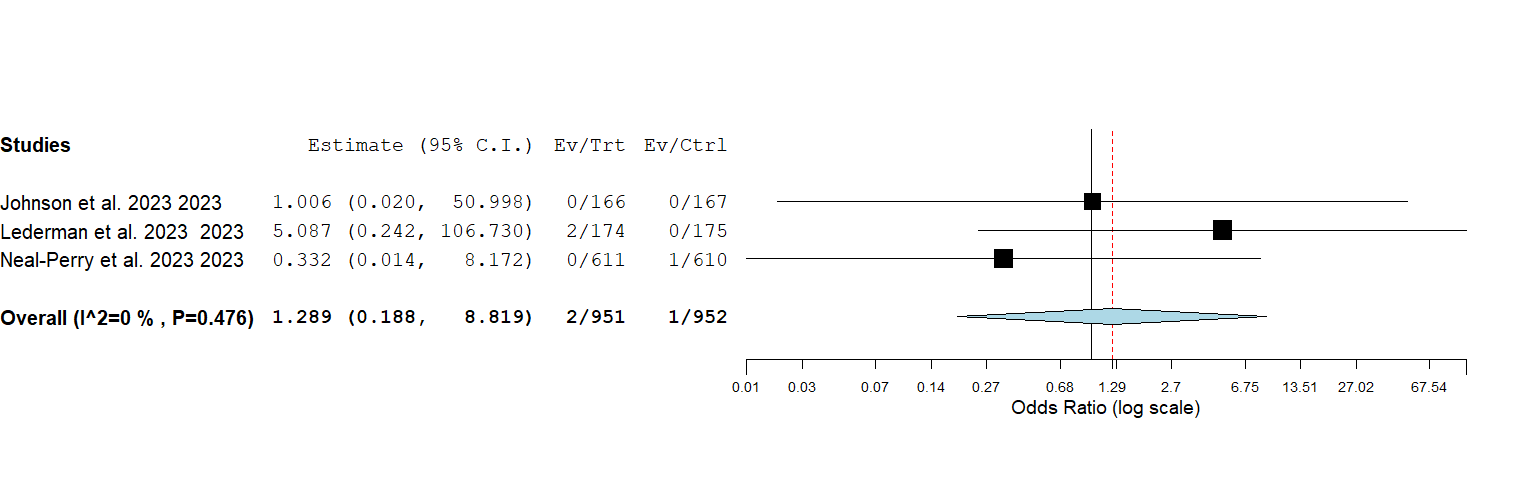 Studies Estimate (95% C.I.) Ev/Trt Ev/Ctrl
Johnson et al. 2023 2023 1.006 (0.020, 50.998) 0/166 0/167
Lederman et al. 2023 2023 5.087 (0.242, 106.730) 2/174 0/175
Neal-Perry et al. 2023 2023 0.332 (0.014, 8.172) 0/611 1/610
Overall (I^2=0 % , P=0.476) 1.289 (0.188, 8.819) 2/951 1/952
0.01 0.03 0.07 0.14 0.27 0.68 1.29 2.7 6.75 13.51 27.02 67.54
Odds Ratio (log scale)